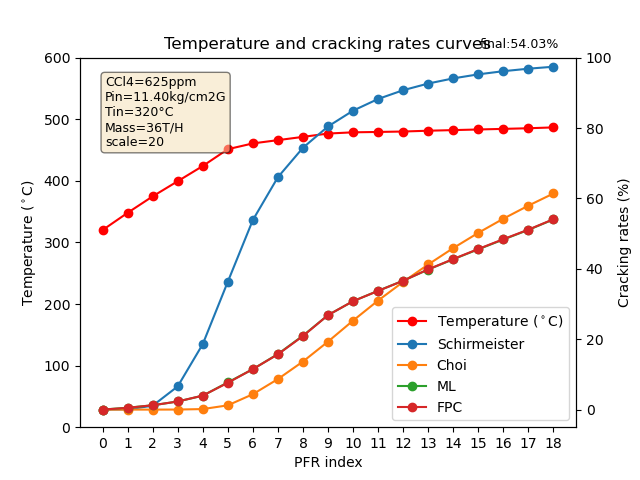 Temperature and cracking rates curves
final:54.03%
CCl4=625ppm
Pin=11.40kg/cm2G
Tin=320°C
Mass=36T/H
scale=20
Temperature (°C)
600
500
400
300
200
100
0
Cracking rates (%)
100
80
60
40
20
0
Temperature (°C)
Schirmeister
Choi
ML
FPC
0 1 2 3 4 5 6 7 8 9 10 11 12 13 14 15 16 17 18
PFR index